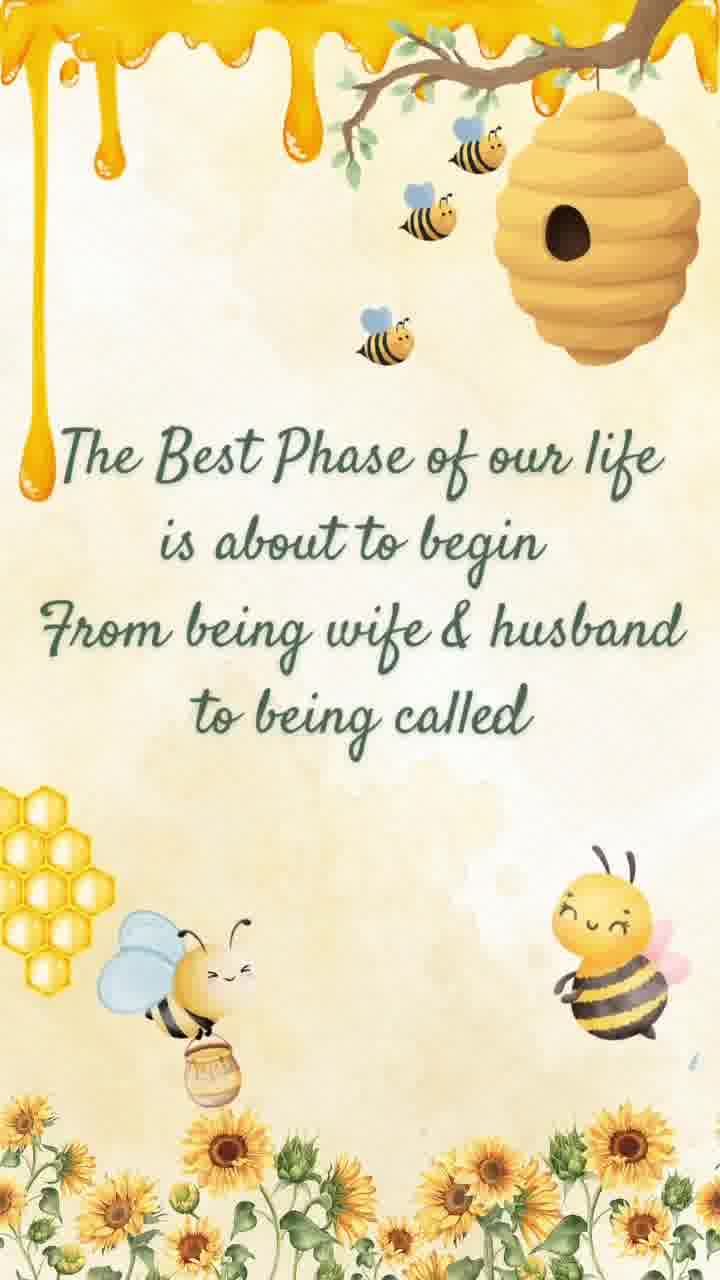 The Best Phase of our life
is about to begin
From being wife & husband
to being called